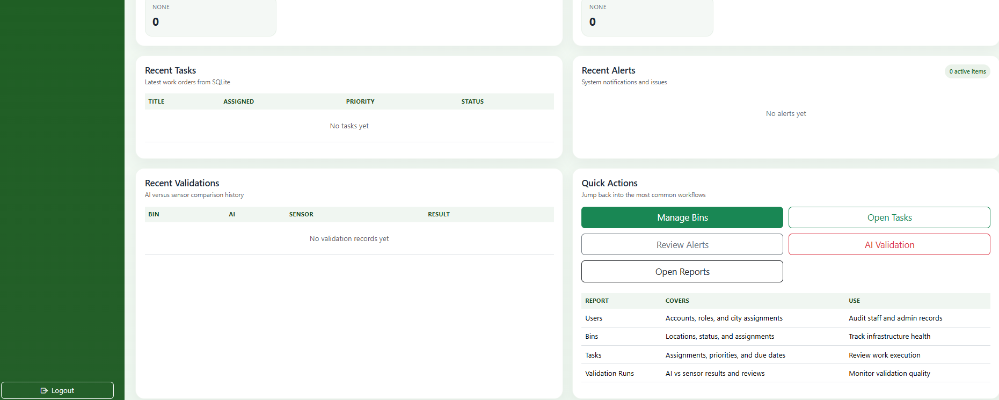 NONE
0
NONE
0
Recent Tasks
Latest work orders from SQLite
TITLE ASSIGNED PRIORITY STATUS
No tasks yet
Recent Alerts
0 active items
System notifications and issues
No alerts yet
Recent Validations
AI versus sensor comparison history
BIN AI SENSOR RESULT
No validation records yet
Quick Actions
Jump back into the most common workflows
Manage Bins Open Tasks
Review Alerts AI Validation
Open Reports
REPORT COVERS USE
Users Accounts, roles, and city assignments Audit staff and admin records
Bins Locations, status, and assignments Track infrastructure health
Tasks Assignments, priorities, and due dates Review work execution
Validation Runs AI vs sensor results and reviews Monitor validation quality
Logout